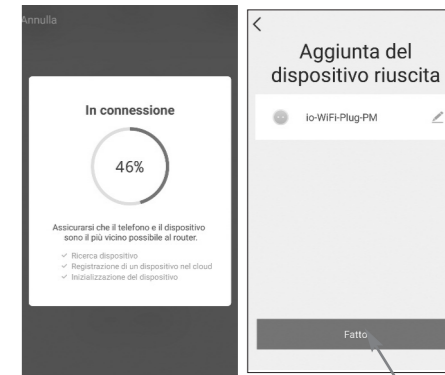 Annulla
In connessione
46%
Assicurarsi che il telefono e il dispositivo
sono il più vicino possibile al router.
Ricerca dispositivo
Registrazione di un dispositivo nel cloud
Inizializzazione del dispositivo
Aggiunta del
dispositivo riuscita
io-WiFi-Plug-PM
Fatto